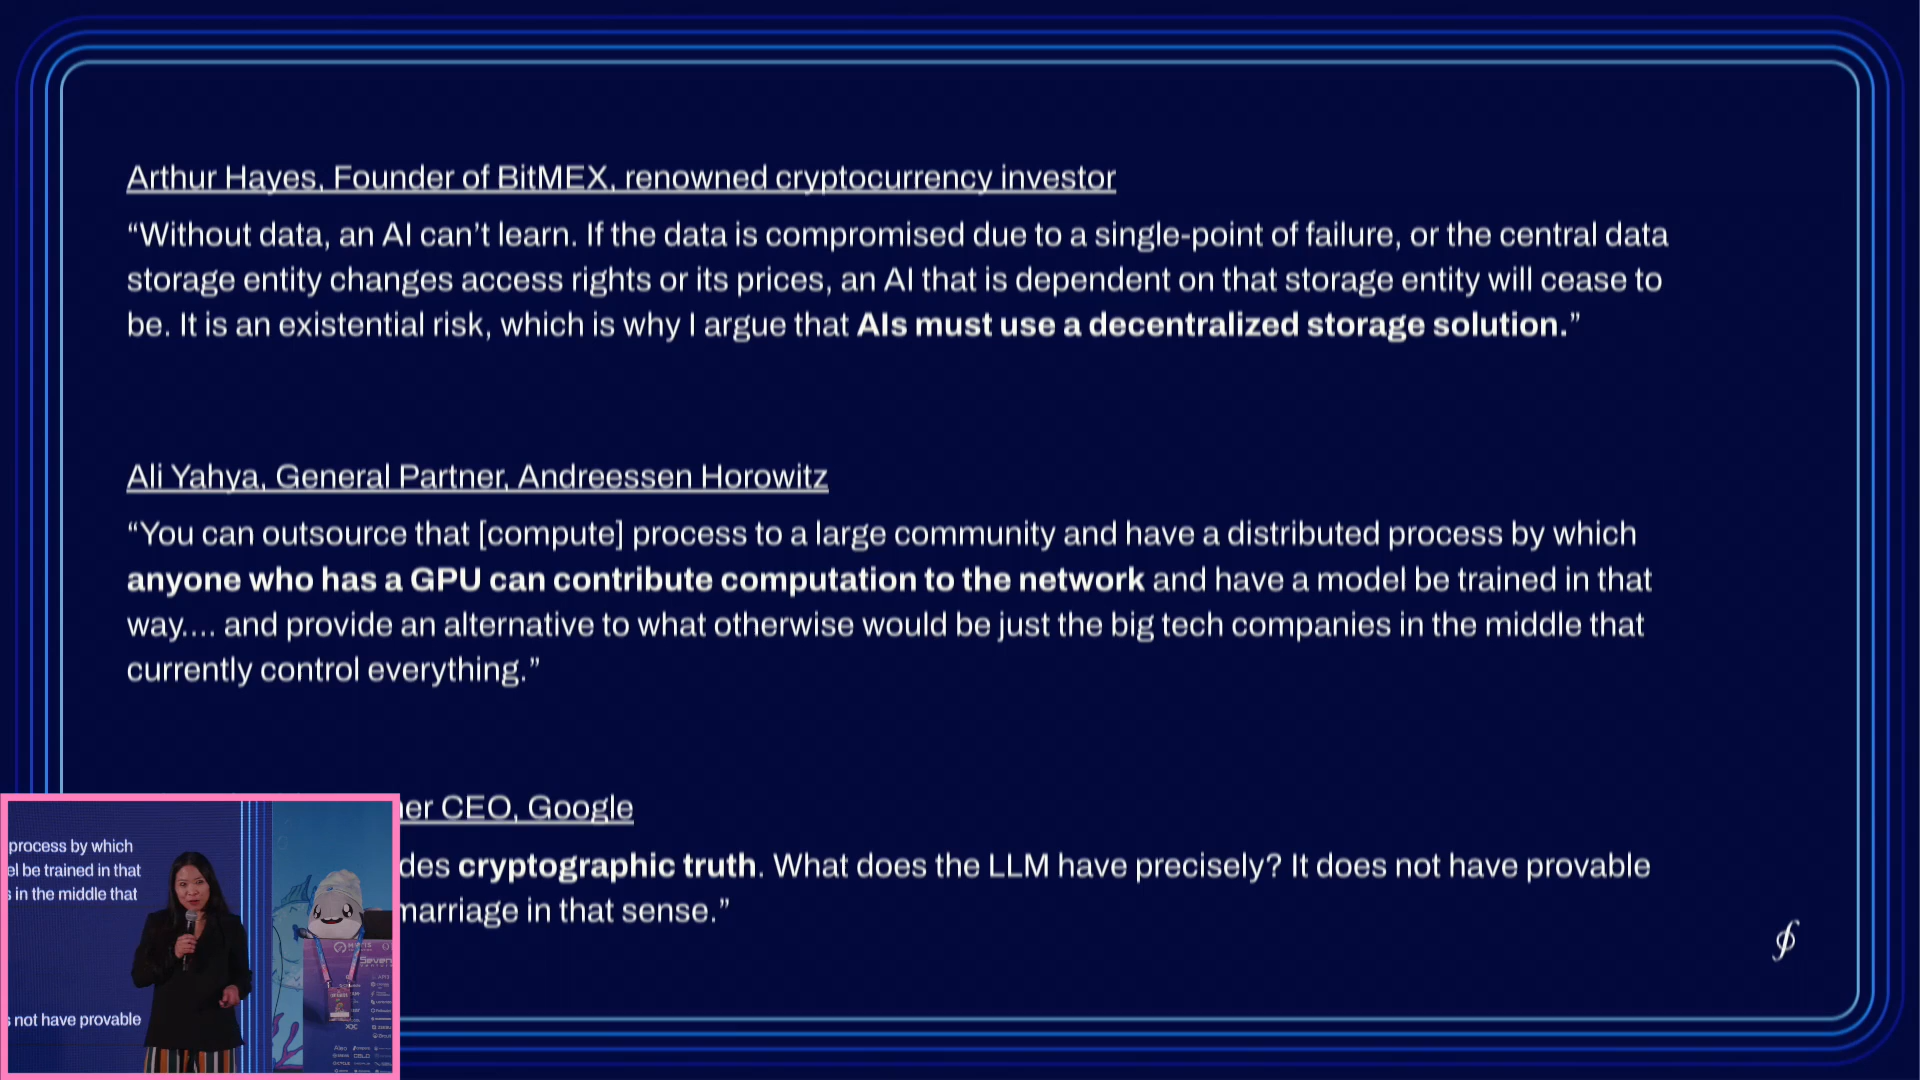 Arthur Hayes, Founder of BitMEX, renowned cryptocurrency investor
“Without data, an AI can’t learn. If the data is compromised due to a single-point of failure, or the central data
storage entity changes access rights or its prices, an AI that is dependent on that storage entity will cease to
be. It is an existential risk, which is why I argue that AIs must use a decentralized storage solution.”
Ali Yahya, General Partner, Andreessen Horowitz
“You can outsource that [compute] process to a large community and have a distributed process by which
anyone who has a GPU can contribute computation to the network and have a model be trained in that
way.... and provide an alternative to what otherwise would be just the big tech companies in the middle that
currently control everything.”
CEO, Google
cryptographic truth. What does the LLM have precisely? It does not have provable
marriage in that sense.”
process by which
be trained in that
in the middle that
not have provable